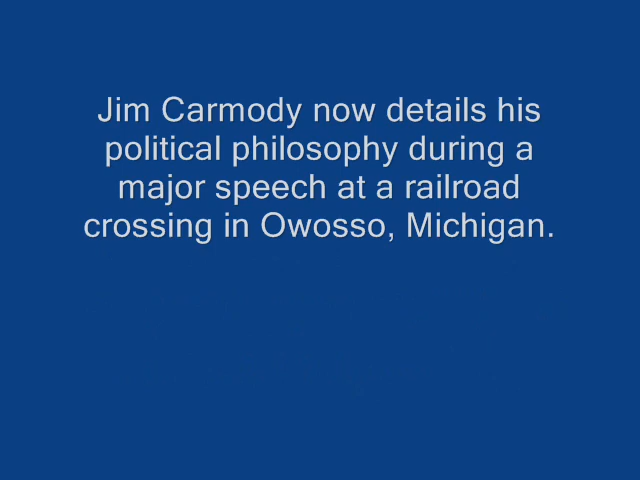 Jim Carmody now details his
political philosophy during a
major speech at a railroad
crossing in Owosso, Michigan.